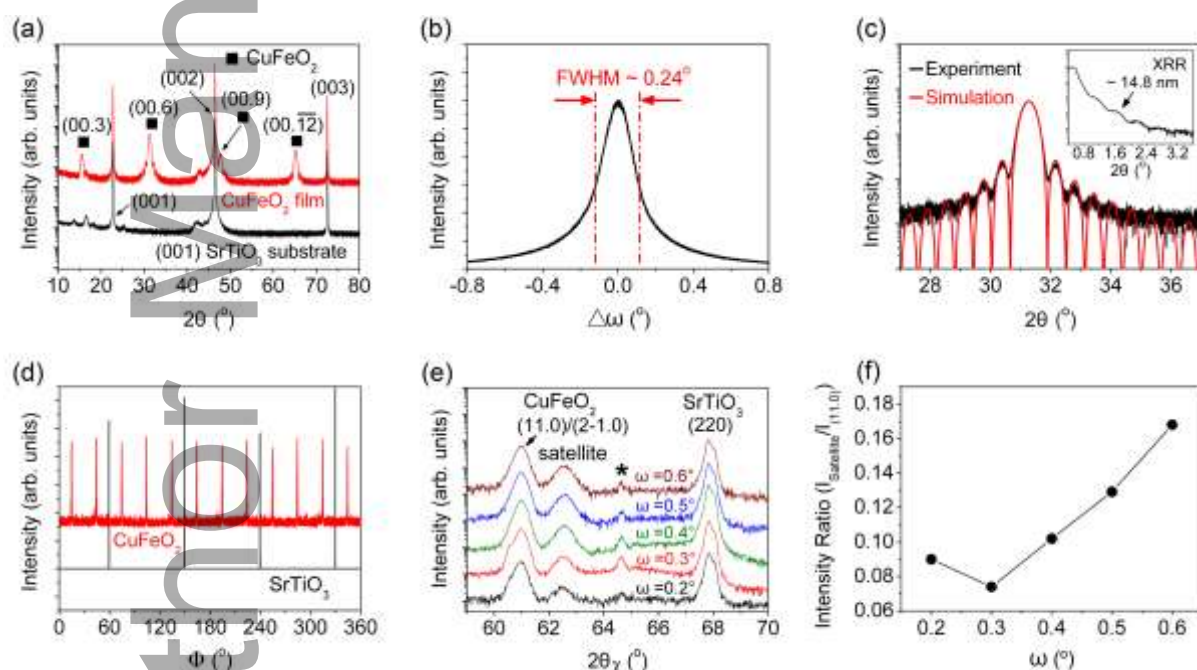 (a)
Intensity (arb. units)
■ CuFeO₂
(00.3)
(00.6)
(002)
(00.9)
(00.1̅2̅)
(003)
(001)
CuFeO₂ film
(001) SrTiO₃ substrate
10 20 30 40 50 60 70 80
2θ (°)
(b)
Intensity (arb. units)
FWHM ~ 0.24°
-0.8 -0.4 0.0 0.4 0.8
△ω (°)
(c)
Intensity (arb. units)
Experiment
Simulation
XRR
~ 14.8 nm
0.8 1.6 2.4 3.2
2θ (°)
28 30 32 34 36
2θ (°)
(d)
Intensity (arb. units)
CuFeO₂
SrTiO₃
0 60 120 180 240 300 360
Φ (°)
(e)
Intensity (arb. units)
CuFeO₂
(11.0)/(2-1.0)
satellite
SrTiO₃
(220)
*
ω =0.6°
ω =0.5°
ω =0.4°
ω =0.3°
ω =0.2°
60 62 64 66 68 70
2θᵪ (°)
(f)
Intensity Ratio (I Satellite/I (11.0))
0.18
0.16
0.14
0.12
0.10
0.08
0.06
0.2 0.3 0.4 0.5 0.6
ω (°)